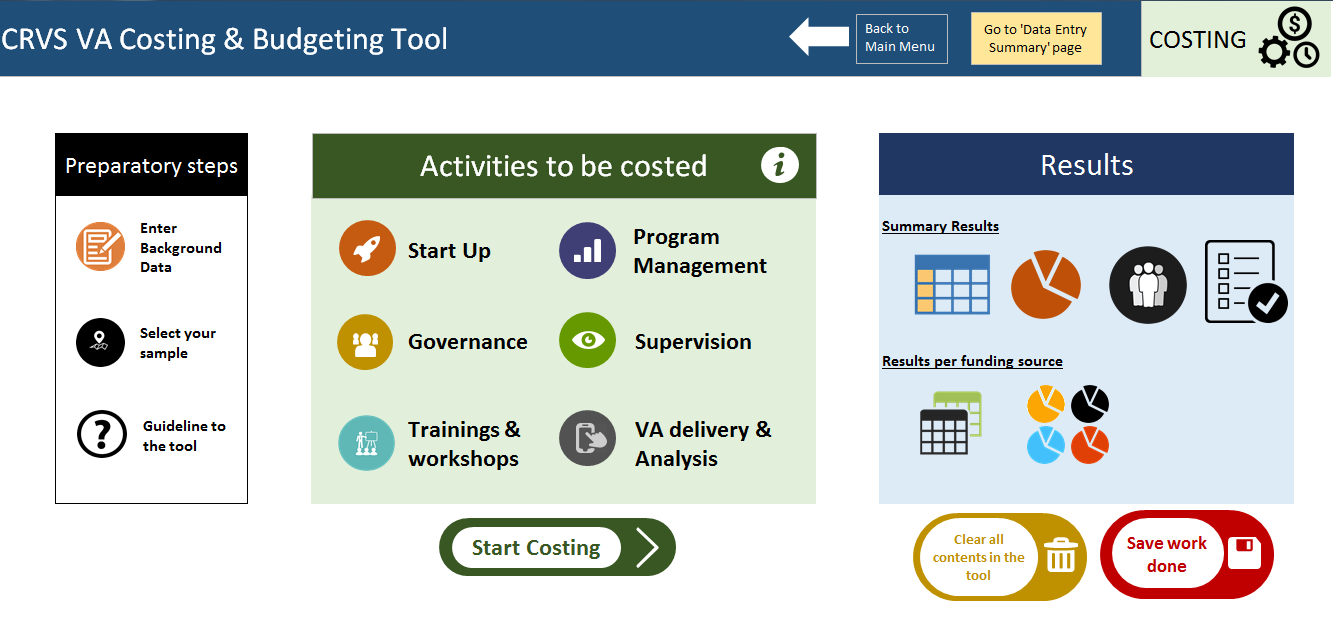 CRVS VA Costing & Budgeting Tool
Back to
Main Menu
Go to 'Data Entry
Summary' page
COSTING
Preparatory steps
Enter
Background
Data
Select your
sample
Guideline to
the tool
Activities to be costed
Start Up
Program
Management
Governance
Supervision
Trainings &
workshops
VA delivery &
Analysis
Start Costing
Results
Summary Results
Results per funding source
Clear all
contents in the
tool
Save work
done